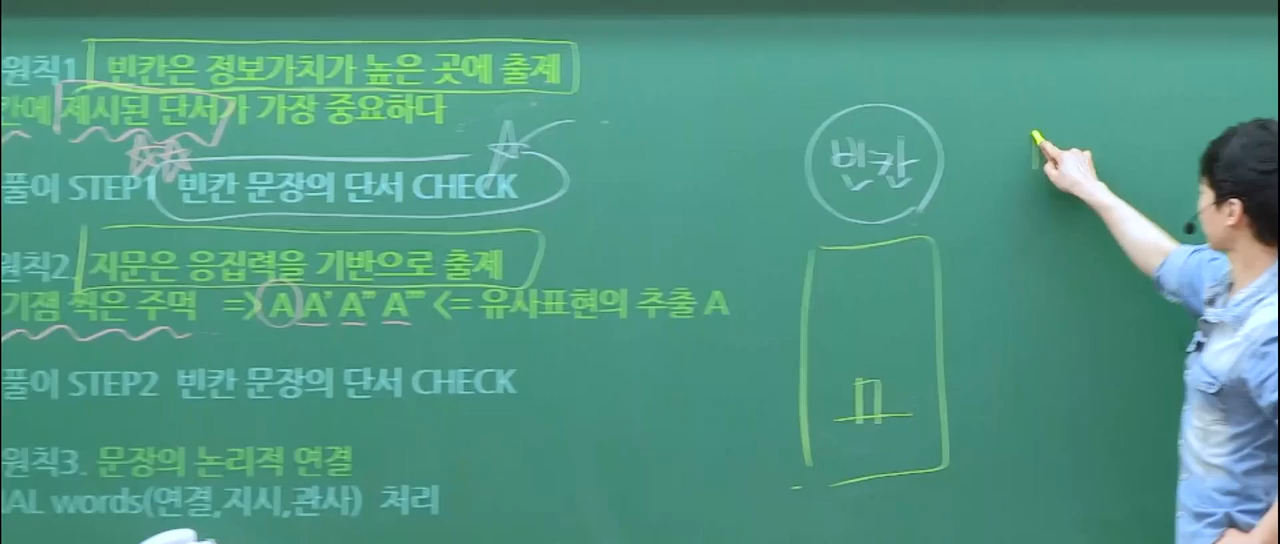 원칙1 빈칸은 정보가치가 높은 곳에 출제
칸에 제시된 단서가 가장 중요하다
풀이 STEP1 빈칸 문장의 단서 CHECK
원칙2. 지문은 응집력을 기반으로 출제
기잼 찍은 주먹 => A A' A'' A''' <= 유사표현의 추출 A
풀이 STEP2 빈칸 문장의 단서 CHECK
원칙3. 문장의 논리적 연결
AL words(연결,지시,관사) 처리
빈칸